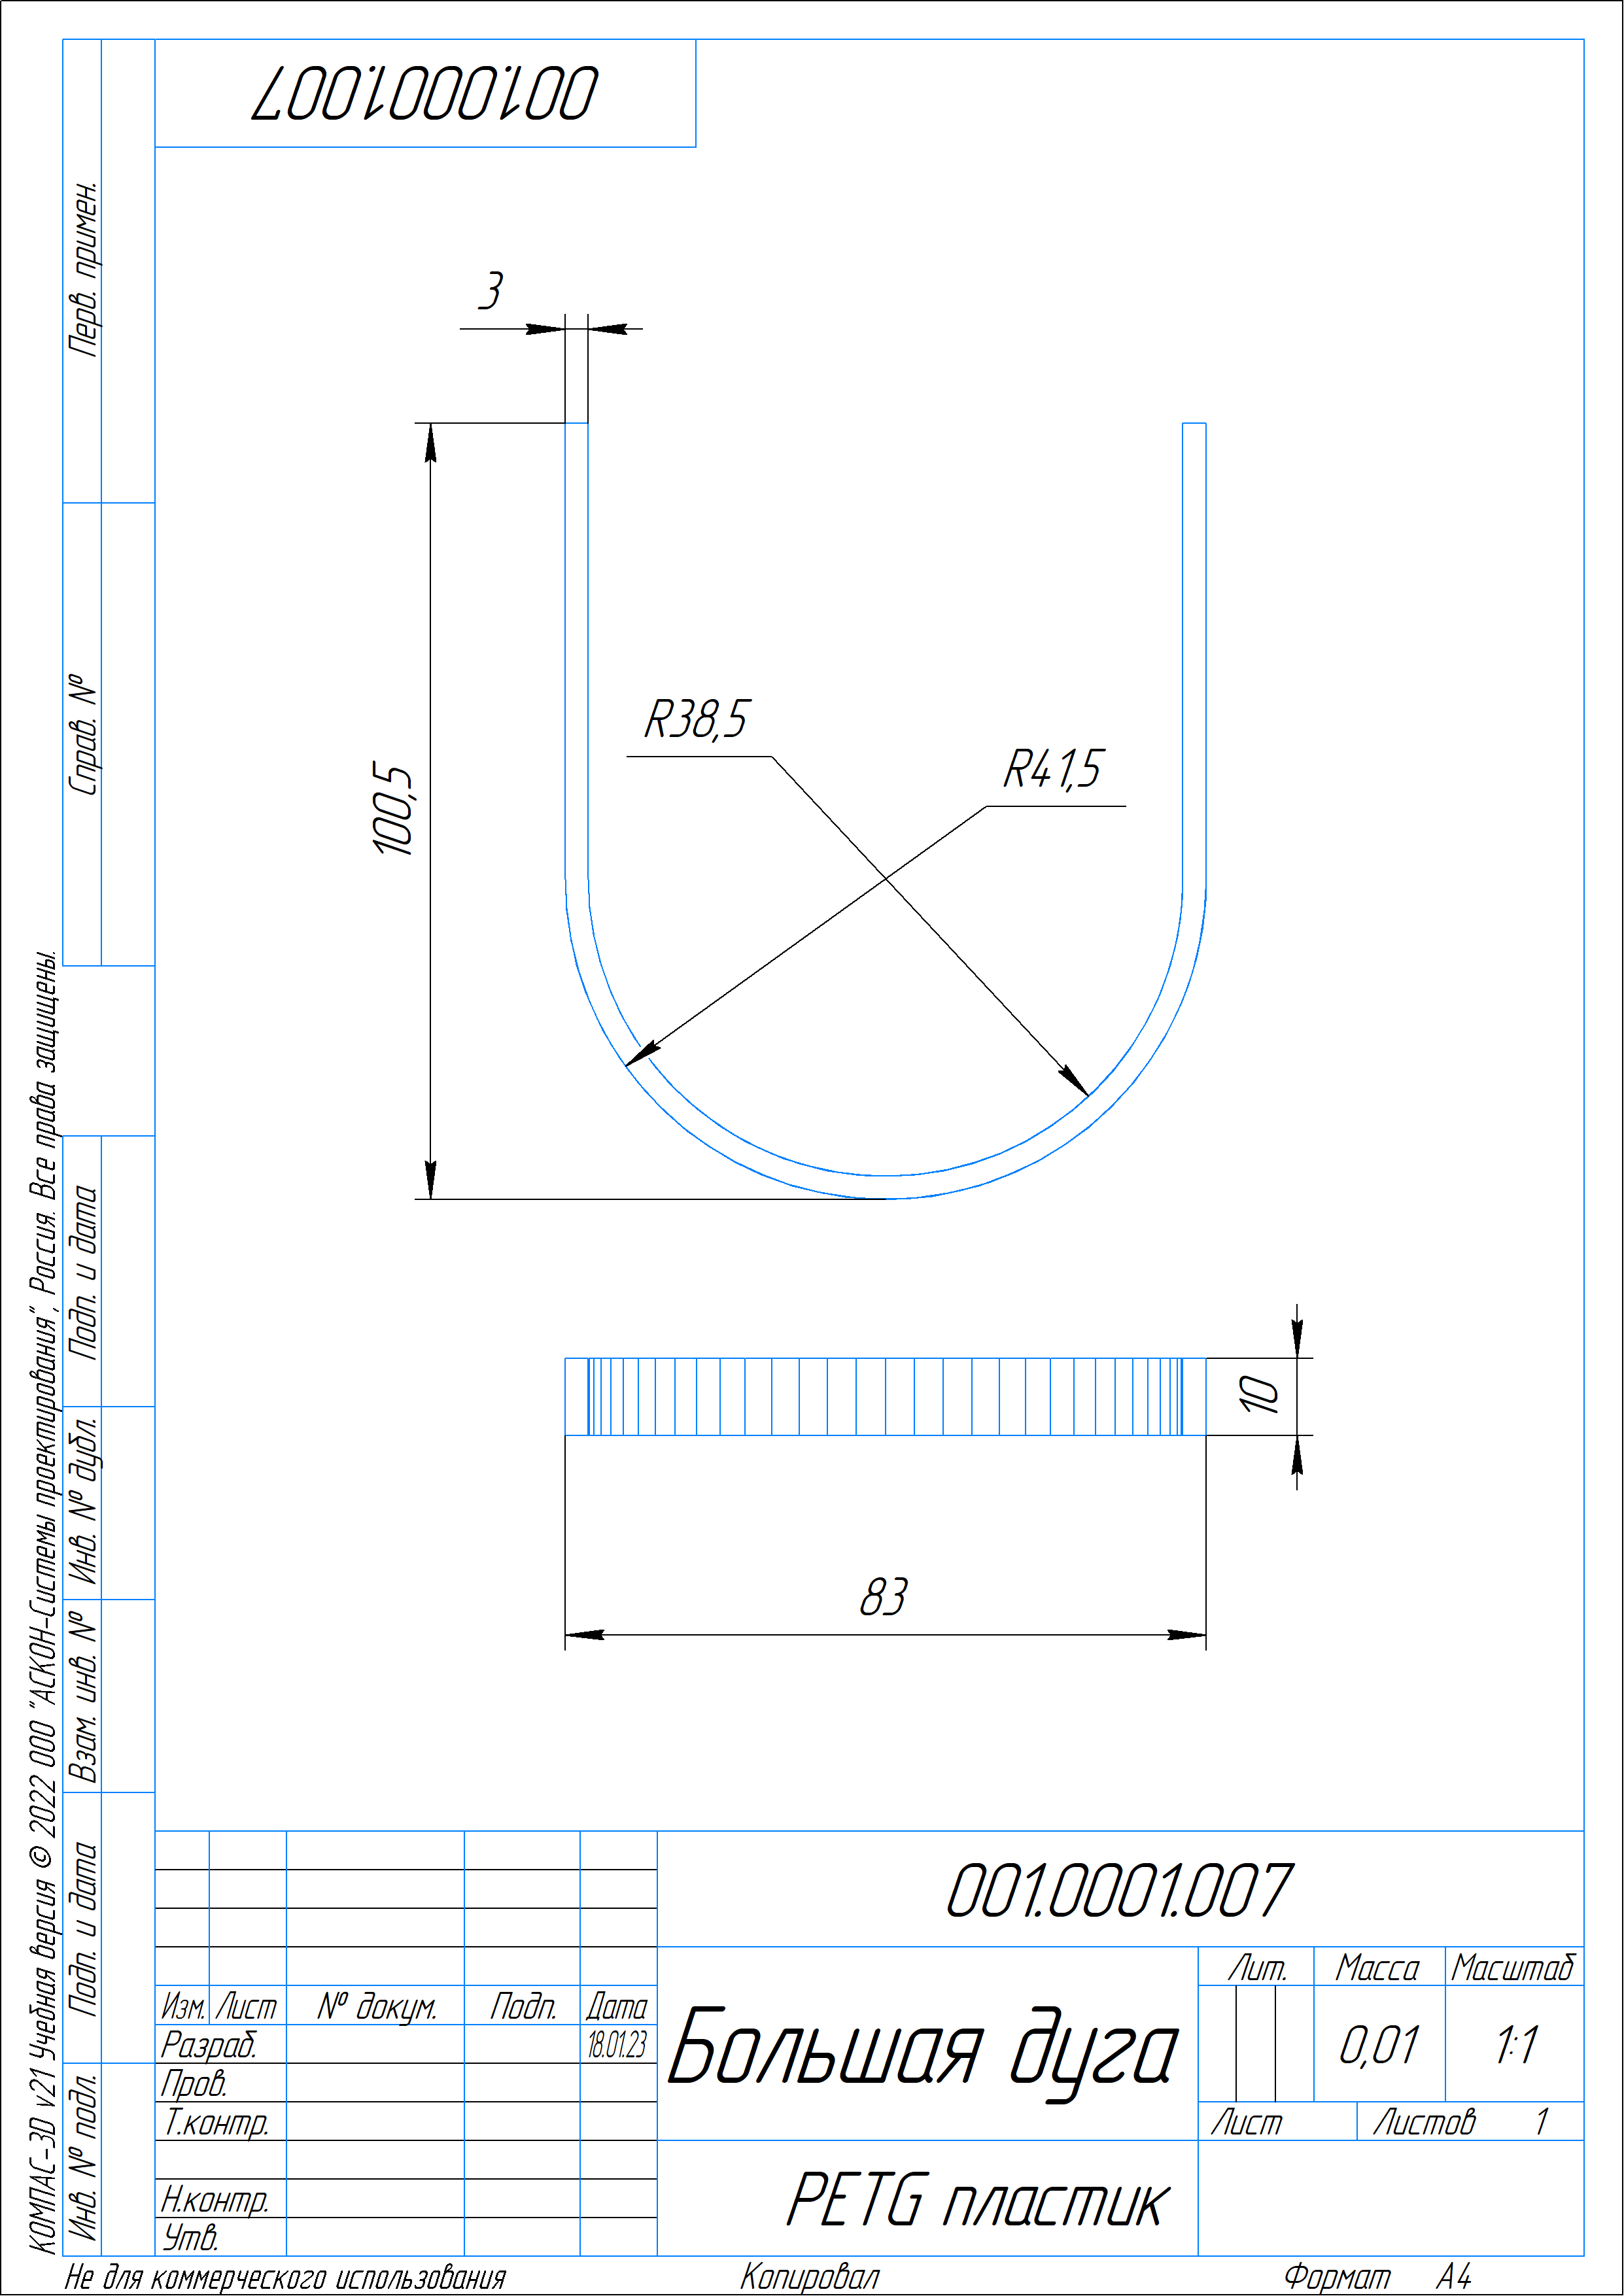 001.0001.007
Перв. примен.
Справ. №
Подп. и дата
Инв. № дубл.
Взам. инв. №
Подп. и дата
Инв. № подл.
КОМПАС-3D v21 Учебная версия © 2022 ООО "АСКОН-Системы проектирования", Россия. Все права защищены.
3
100,5
R38,5
R41,5
10
83
001.0001.007
Лит. Масса Масштаб
Изм. Лист № докум. Подп. Дата
Разраб. 18.01.23
Большая дуга
0,01 1:1
Пров.
Т.контр.
Лист Листов 1
Н.контр.
PETG пластик
Утв.
Не для коммерческого использования Копировал Формат A4